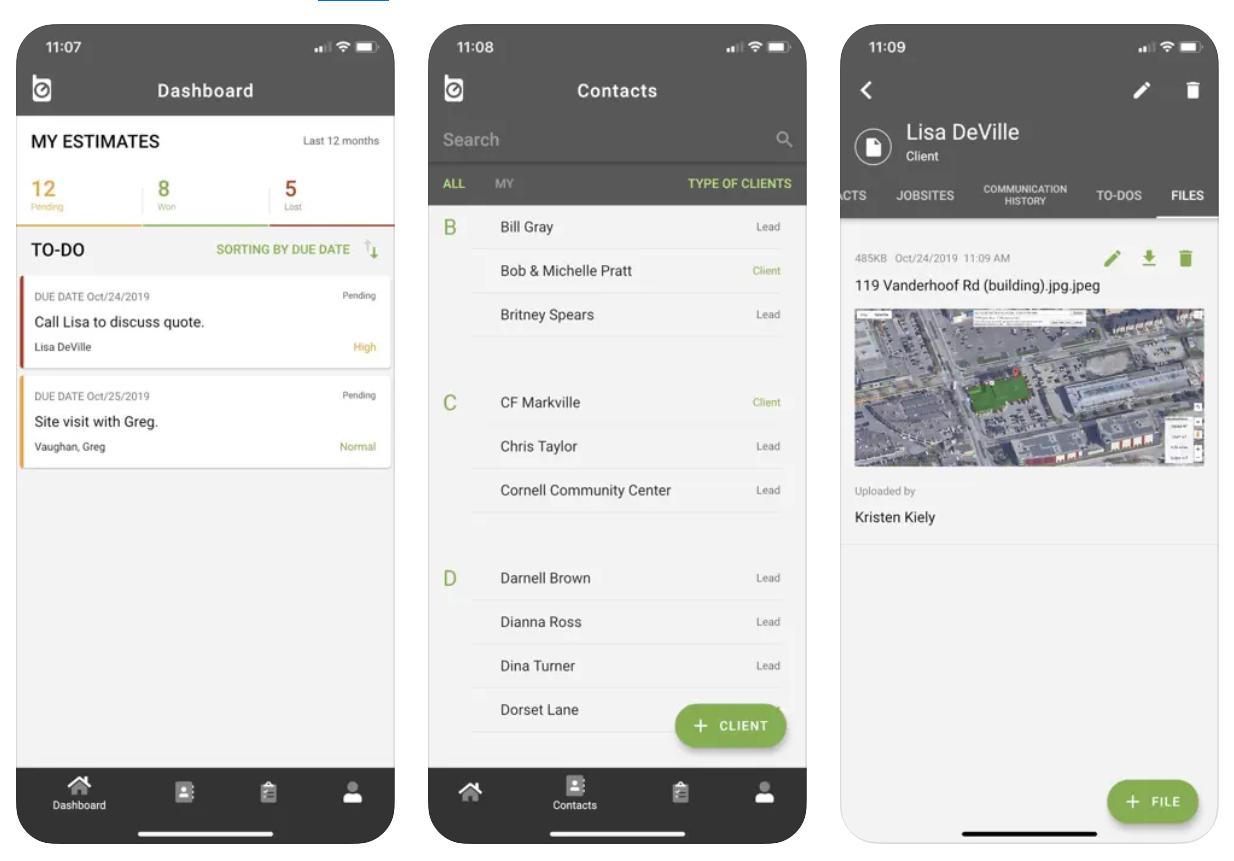 11:07
Dashboard
MY ESTIMATES
Last 12 months
12
Pending
8
Won
5
Lost
TO-DO
SORTING BY DUE DATE
DUE DATE Oct/24/2019
Pending
Call Lisa to discuss quote.
Lisa DeVille
High
DUE DATE Oct/25/2019
Pending
Site visit with Greg.
Vaughan, Greg
Normal
Dashboard
11:08
Contacts
Search
ALL
MY
TYPE OF CLIENTS
B
Bill Gray
Lead
Bob & Michelle Pratt
Client
Britney Spears
Lead
C
CF Markville
Client
Chris Taylor
Lead
Cornell Community Center
Lead
D
Darnell Brown
Lead
Dianna Ross
Lead
Dina Turner
Lead
Dorset Lane
+ CLIENT
Contacts
11:09
Lisa DeVille
Client
ACTS
JOBSITES
COMMUNICATION
HISTORY
TO-DOS
FILES
485KB Oct/24/2019 11:09 AM
119 Vanderhoof Rd (building).jpg.jpeg
Uploaded by
Kristen Kiely
+ FILE